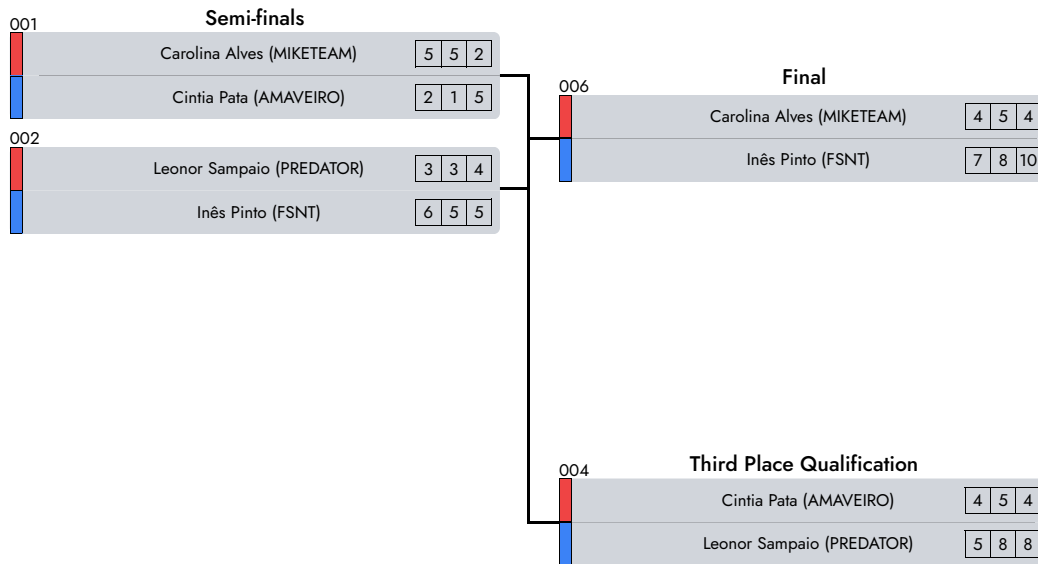 Semi-finals
001
Carolina Alves (MIKETEAM) 5 5 2
Cintia Pata (AMAVEIRO) 2 1 5
002
Leonor Sampaio (PREDATOR) 3 3 4
Inês Pinto (FSNT) 6 5 5
Final
006
Carolina Alves (MIKETEAM) 4 5 4
Inês Pinto (FSNT) 7 8 10
Third Place Qualification
004
Cintia Pata (AMAVEIRO) 4 5 4
Leonor Sampaio (PREDATOR) 5 8 8